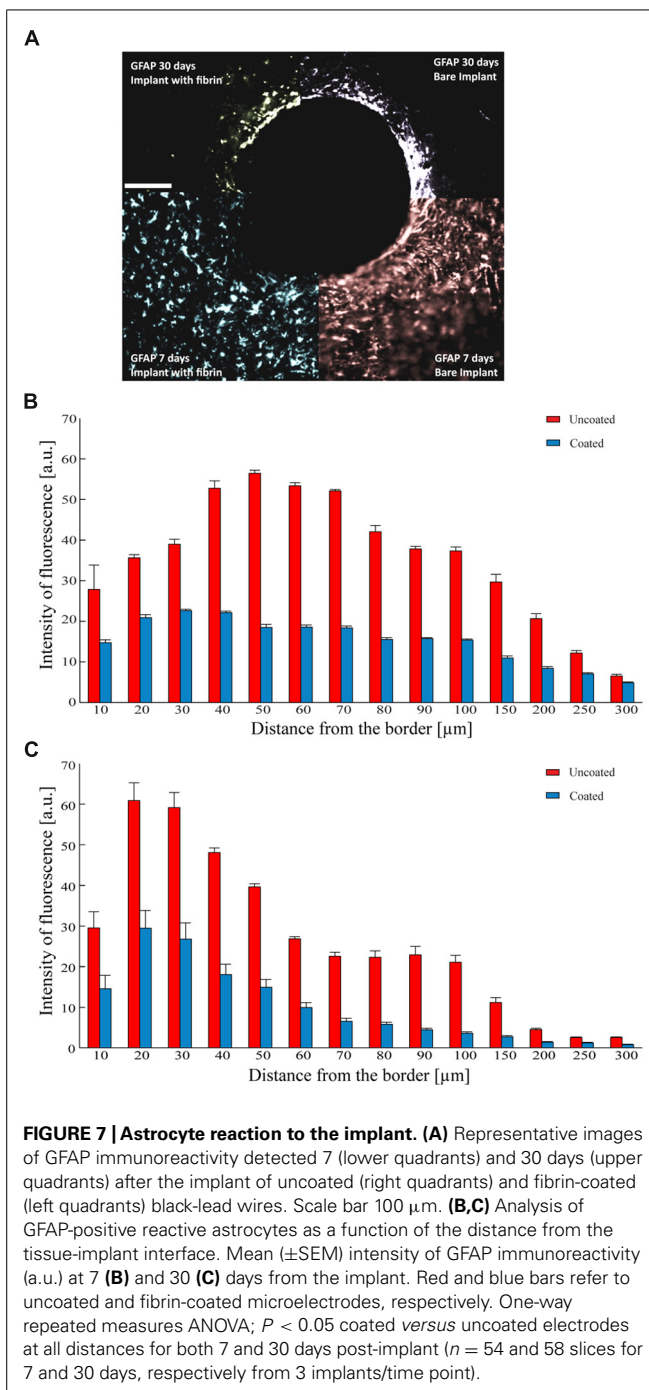 A
GFAP 30 days
Implant with fibrin
GFAP 30 days
Bare Implant
GFAP 7 days
Implant with fibrin
GFAP 7 days
Bare Implant
B
Intensity of fluorescence [a.u.]
70
60
50
40
30
20
10
0
Uncoated
Coated
10 20 30 40 50 60 70 80 90 100 150 200 250 300
Distance from the border [µm]
C
Intensity of fluorescence [a.u.]
70
60
50
40
30
20
10
0
Uncoated
Coated
10 20 30 40 50 60 70 80 90 100 150 200 250 300
Distance from the border [µm]
FIGURE 7 | Astrocyte reaction to the implant. (A) Representative images
of GFAP immunoreactivity detected 7 (lower quadrants) and 30 days (upper
quadrants) after the implant of uncoated (right quadrants) and fibrin-coated
(left quadrants) black-lead wires. Scale bar 100 µm. (B,C) Analysis of
GFAP-positive reactive astrocytes as a function of the distance from the
tissue-implant interface. Mean (±SEM) intensity of GFAP immunoreactivity
(a.u.) at 7 (B) and 30 (C) days from the implant. Red and blue bars refer to
uncoated and fibrin-coated microelectrodes, respectively. One-way
repeated measures ANOVA; P < 0.05 coated versus uncoated electrodes
at all distances for both 7 and 30 days post-implant (n = 54 and 58 slices for
7 and 30 days, respectively from 3 implants/time point).